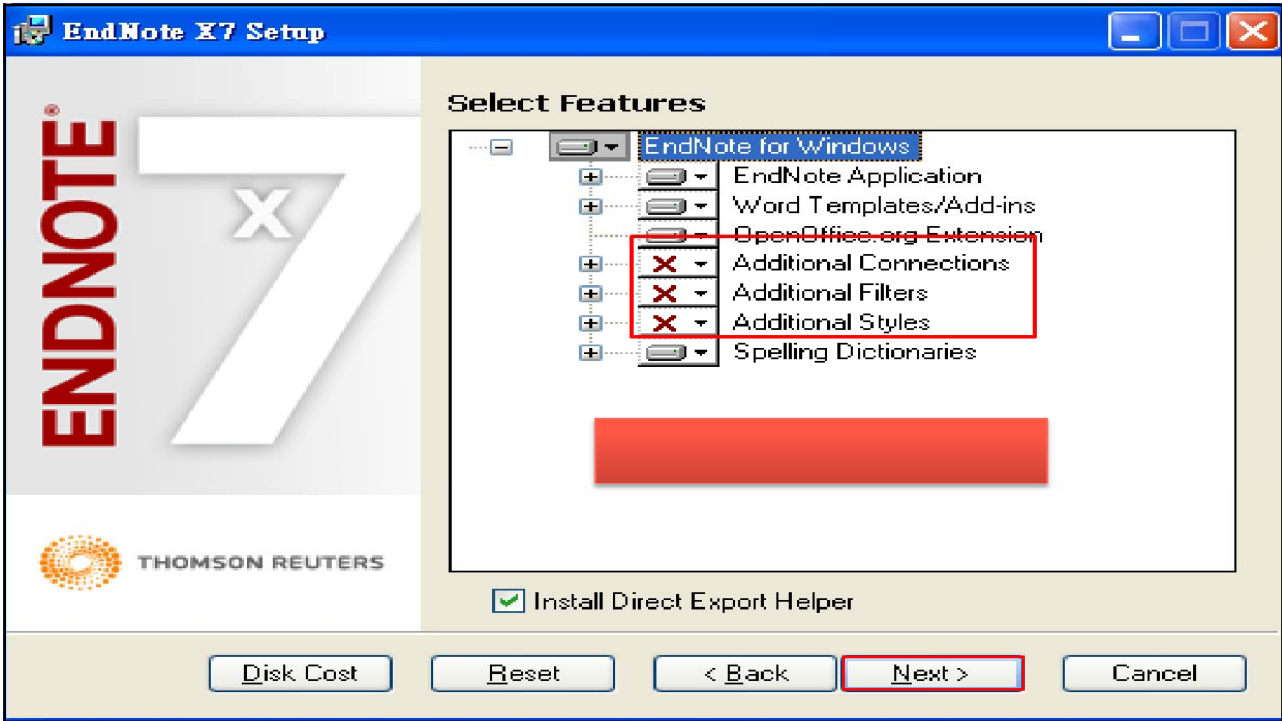 EndNote X7 Setup
ENDNOTE®
X7
THOMSON REUTERS
Select Features
EndNote for Windows
EndNote Application
Word Templates/Add-ins
OpenOffice.org Extension
Additional Connections
Additional Filters
Additional Styles
Spelling Dictionaries
Install Direct Export Helper
Disk Cost
Reset
< Back
Next >
Cancel